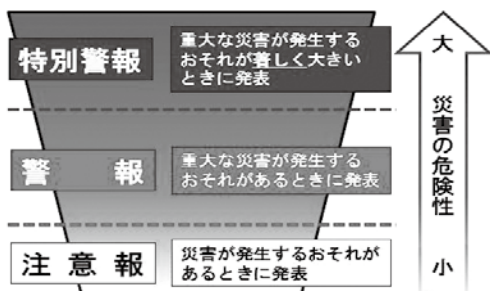 特別警報
重大な災害が発生する
おそれが著しく大きい
ときに発表
警報
重大な災害が発生する
おそれがあるときに発表
注意報
災害が発生するおそれが
あるときに発表
大
災害の危険性
小